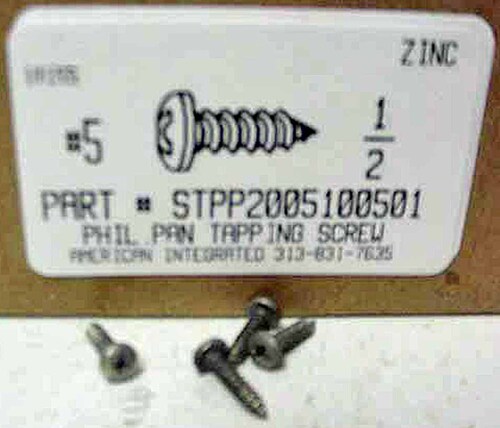 ZINC
#5 1/2
PART # STPP2005100501
PHIL PAN TAPPING SCREW
AMERICAN INTEGRATED 313-831-7635